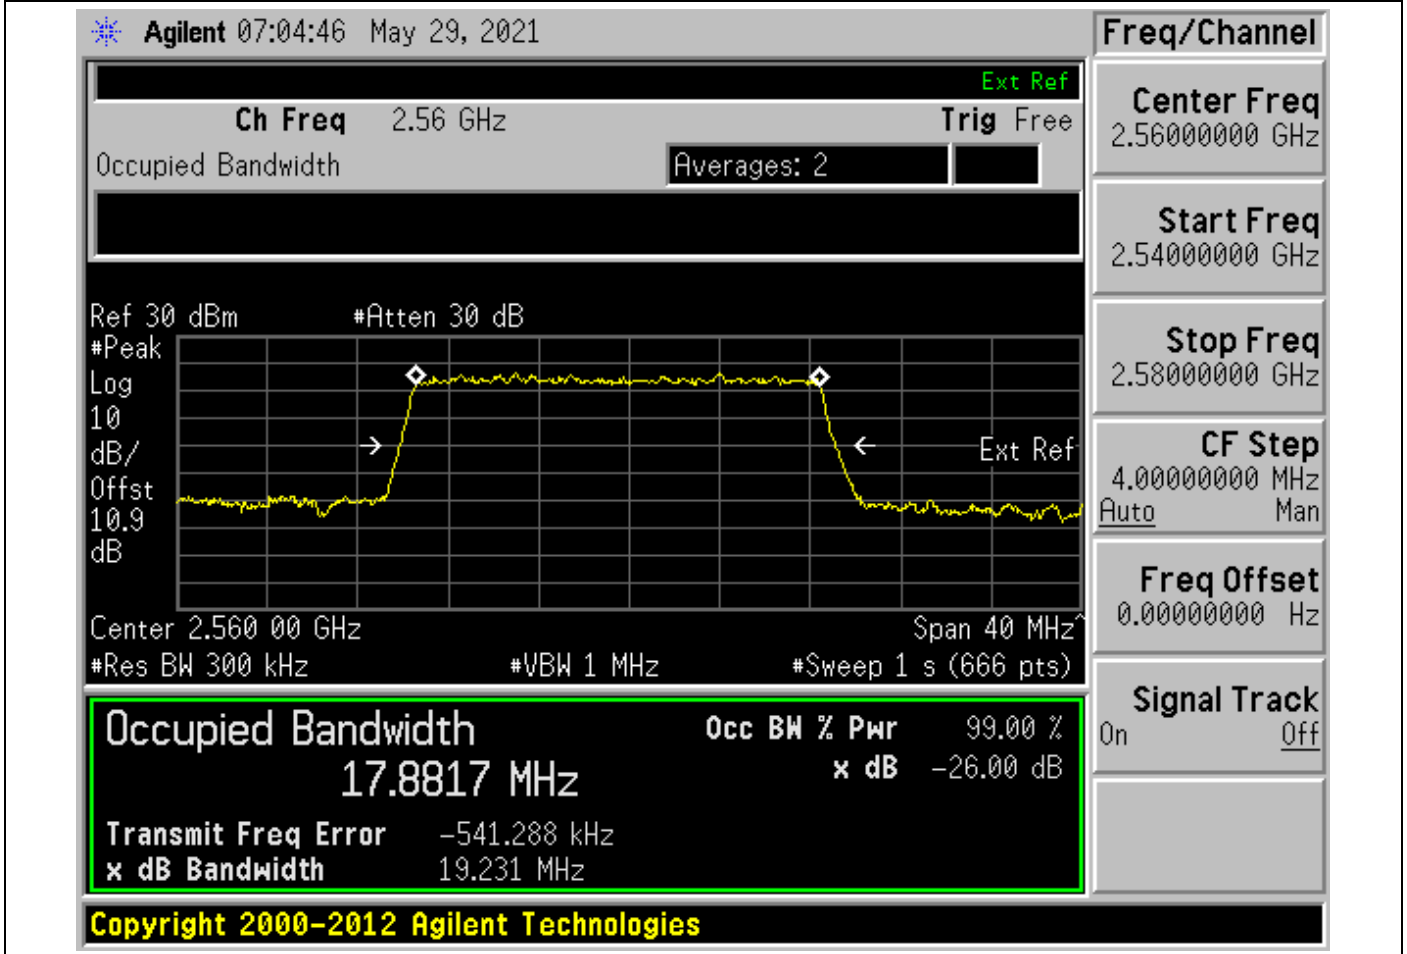 Agilent 07:04:46 May 29, 2021
Freq/Channel
Ext Ref
Ch Freq 2.56 GHz Trig Free
Occupied Bandwidth Averages: 2
Ref 30 dBm #Atten 30 dB
#Peak
Log
10
dB/
Offst
10.9
dB
Ext Ref
Center 2.560 00 GHz Span 40 MHz^
#Res BW 300 kHz #VBW 1 MHz #Sweep 1 s (666 pts)
Occupied Bandwidth
17.8817 MHz
Occ BW % Pwr 99.00 %
x dB -26.00 dB
Transmit Freq Error -541.288 kHz
x dB Bandwidth 19.231 MHz
Center Freq
2.56000000 GHz
Start Freq
2.54000000 GHz
Stop Freq
2.58000000 GHz
CF Step
4.00000000 MHz
Auto Man
Freq Offset
0.00000000 Hz
Signal Track
On Off
Copyright 2000-2012 Agilent Technologies